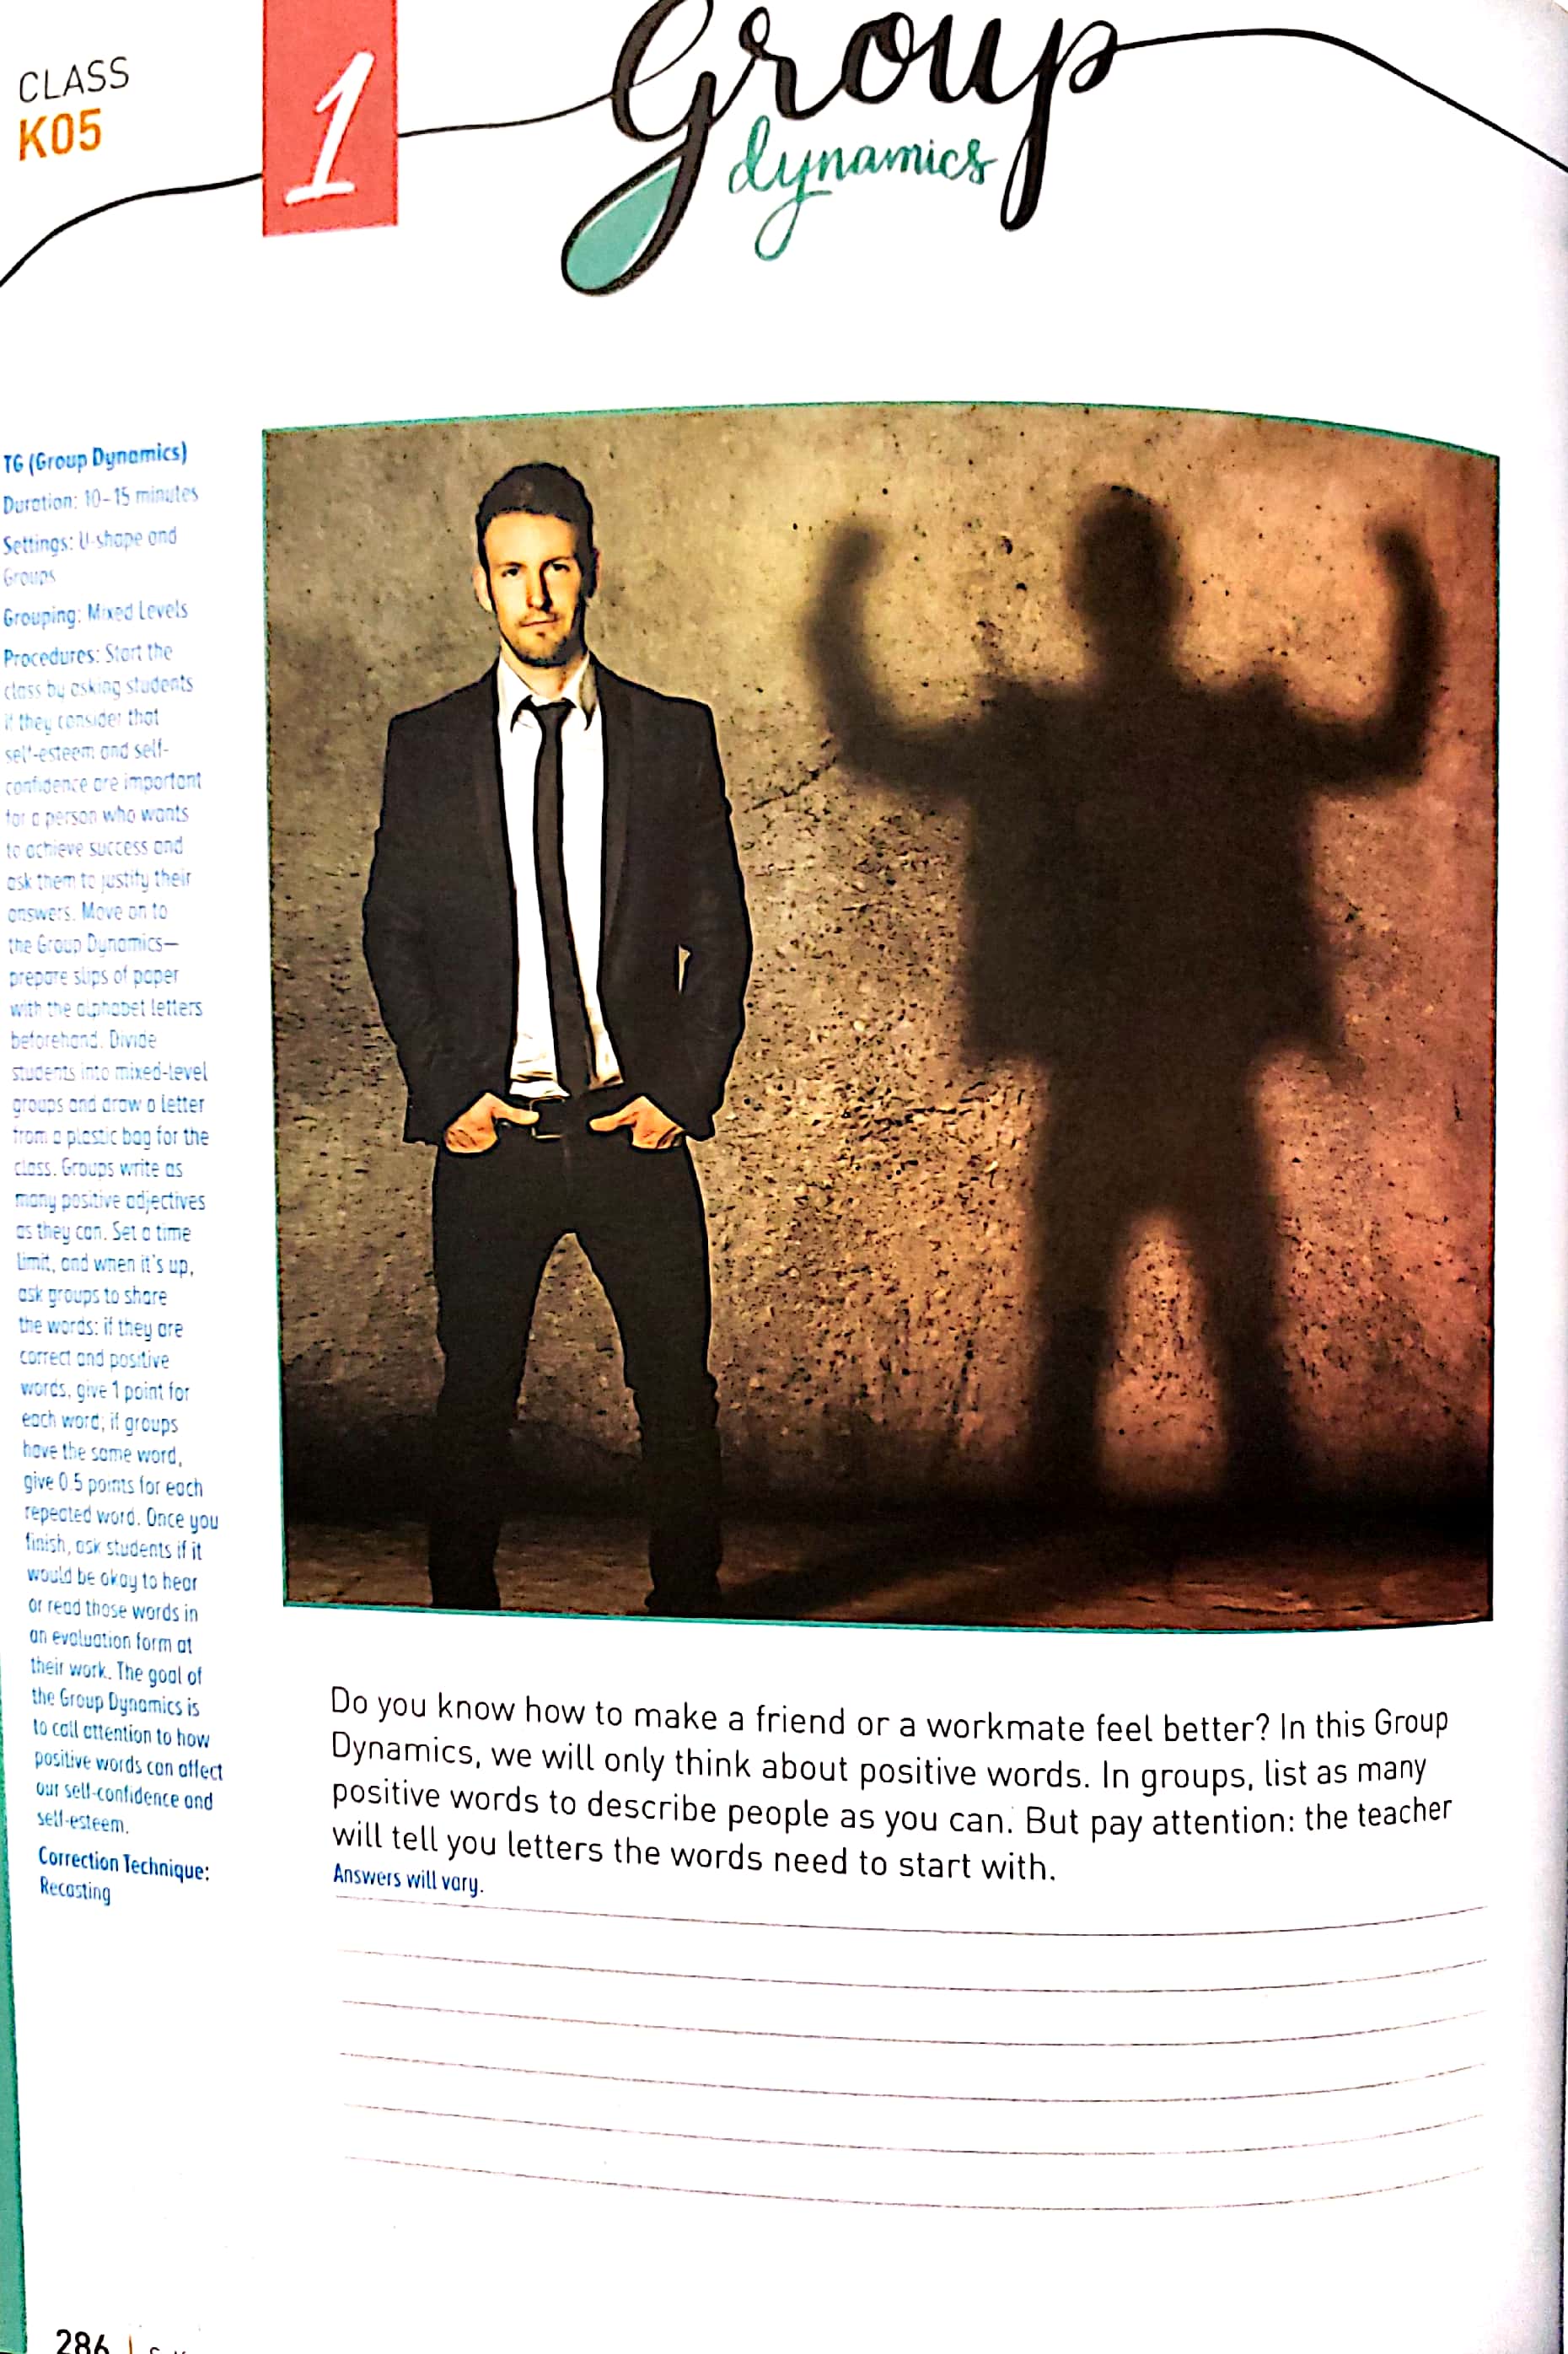 CLASS
K05
1
Group
dynamics
TG (Group Dynamics)
Duration: 10-15 minutes
Settings: U-shape and
Groups
Grouping: Mixed Levels
Procedures: Start the
class by asking students
if they consider that
self-esteem and self-
confidence are important
for a person who wants
to achieve success and
ask them to justify their
answers. Move on to
the Group Dynamics—
prepare slips of paper
with the alphabet letters
beforehand. Divide
students into mixed-level
groups and draw a letter
from a plastic bag for the
class. Groups write as
many positive adjectives
as they can. Set a time
limit, and when it's up,
ask groups to share
the words: if they are
correct and positive
words, give 1 point for
each word; if groups
have the same word,
give 0.5 points for each
repeated word. Once you
finish, ask students if it
would be okay to hear
or read those words in
an evaluation form at
their work. The goal of
the Group Dynamics is
to call attention to how
positive words can affect
our self-confidence and
self-esteem.
Correction Technique:
Recasting
Do you know how to make a friend or a workmate feel better? In this Group
Dynamics, we will only think about positive words. In groups, list as many
positive words to describe people as you can. But pay attention: the teacher
will tell you letters the words need to start with.
Answers will vary.
286